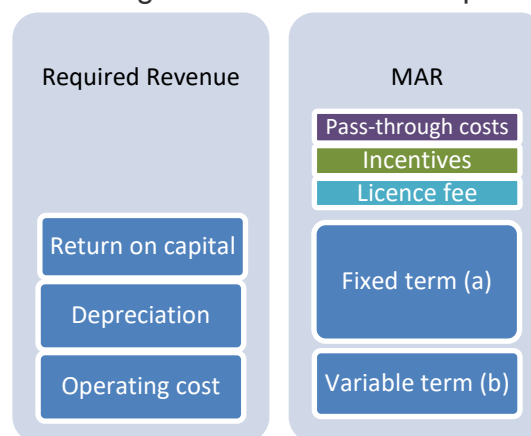 Required Revenue
Return on capital
Depreciation
Operating cost
MAR
Pass-through costs
Incentives
Licence fee
Fixed term (a)
Variable term (b)